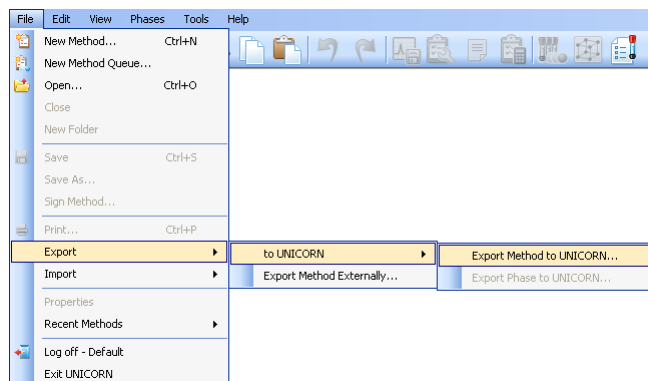 File Edit View Phases Tools Help
New Method... Ctrl+N
New Method Queue...
Open... Ctrl+O
Close
New Folder
Save Ctrl+S
Save As...
Sign Method...
Print... Ctrl+P
Export to UNICORN Export Method to UNICORN...
Import Export Method Externally... Export Phase to UNICORN...
Properties
Recent Methods
Log off - Default
Exit UNICORN